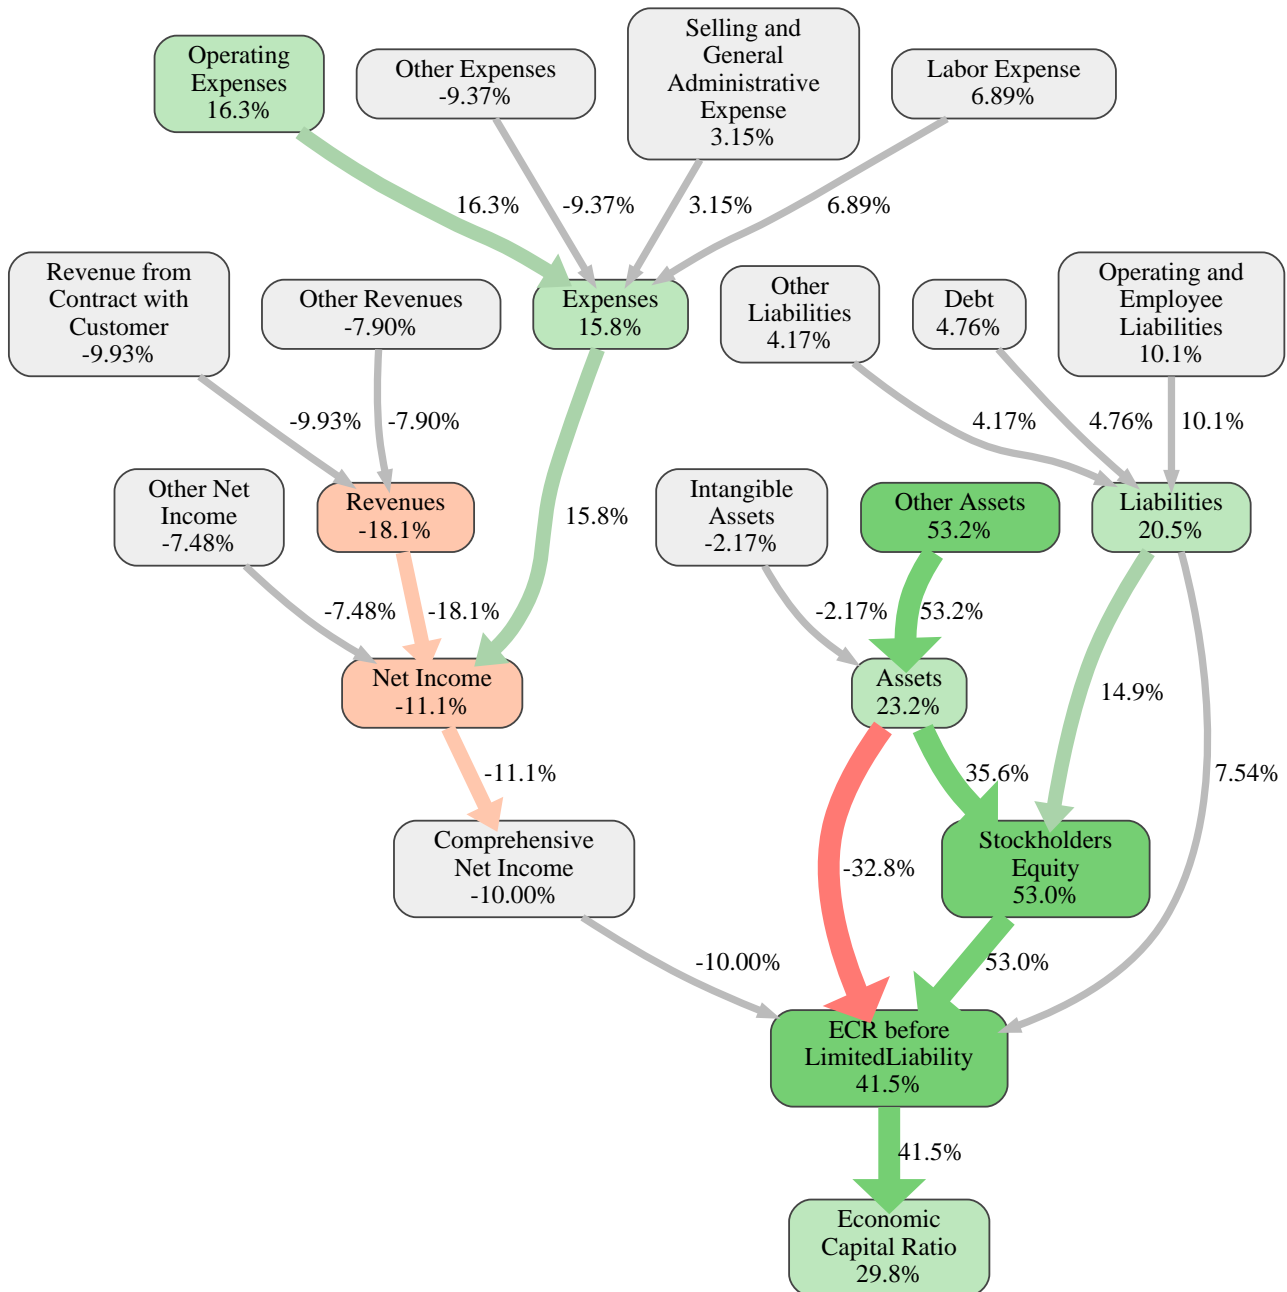 Operating
Expenses
16.3%
Other Expenses
-9.37%
Selling and
General
Administrative
Expense
3.15%
Labor Expense
6.89%
16.3%
-9.37%
3.15%
6.89%
Revenue from
Contract with
Customer
-9.93%
Other Revenues
-7.90%
Expenses
15.8%
Other
Liabilities
4.17%
Debt
4.76%
Operating and
Employee
Liabilities
10.1%
-9.93%
-7.90%
4.17%
4.76%
10.1%
Other Net
Income
-7.48%
Revenues
-18.1%
15.8%
Intangible
Assets
-2.17%
Other Assets
53.2%
Liabilities
20.5%
-7.48%
-18.1%
-2.17%
53.2%
Net Income
-11.1%
Assets
23.2%
14.9%
-11.1%
35.6%
7.54%
Comprehensive
Net Income
-10.00%
-32.8%
Stockholders
Equity
53.0%
-10.00%
53.0%
ECR before
LimitedLiability
41.5%
41.5%
Economic
Capital Ratio
29.8%